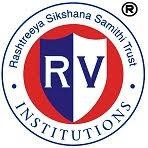 ®
Rashtreeya Sikshana Samithi Trust
RV
INSTITUTIONS